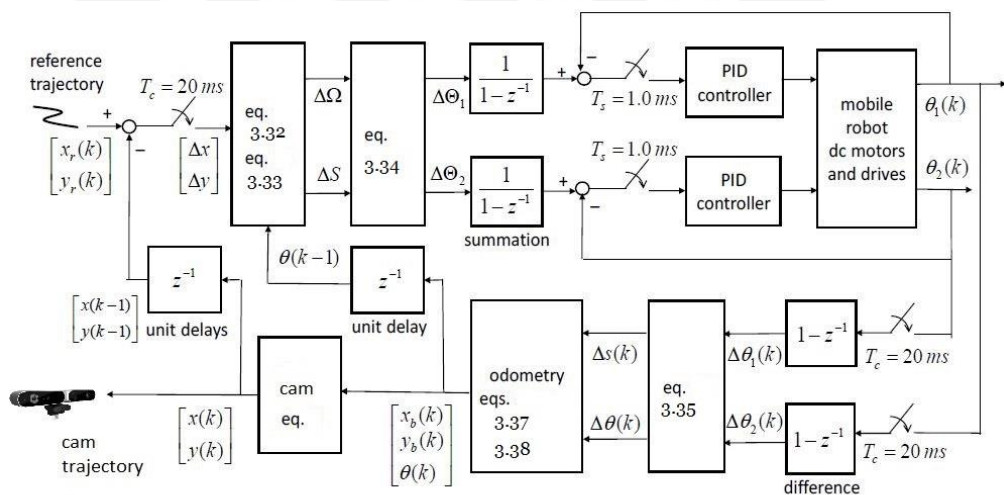 reference
trajectory
T_c = 20 ms
[x_r(k)]
[y_r(k)]
[Δx]
[Δy]
eq.
3-32
eq.
3-33
ΔΩ
ΔS
eq.
3-34
ΔΘ_1
ΔΘ_2
1
1 - z^{-1}
1
1 - z^{-1}
summation
+
−
+
−
+
−
T_s = 1.0 ms
T_s = 1.0 ms
PID
controller
PID
controller
mobile
robot
dc motors
and drives
θ_1(k)
θ_2(k)
z^{-1}
unit delays
[x(k−1)]
[y(k−1)]
θ(k−1)
z^{-1}
unit delay
cam
trajectory
[x(k)]
[y(k)]
cam
eq.
[x_b(k)]
[y_b(k)]
[θ(k)]
odometry
eqs.
3-37
3-38
Δs(k)
Δθ(k)
eq.
3-35
Δθ_1(k)
Δθ_2(k)
1 - z^{-1}
1 - z^{-1}
difference
T_c = 20 ms
T_c = 20 ms